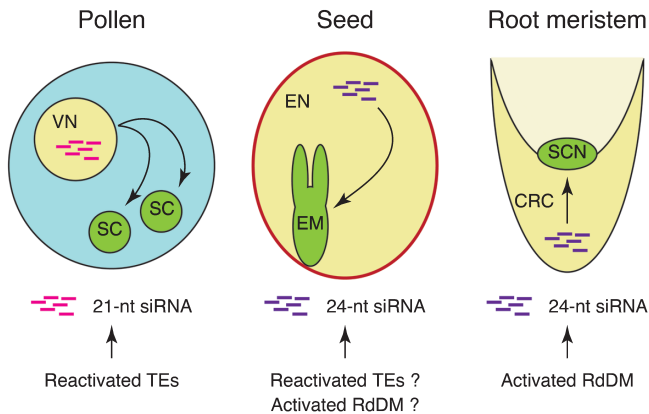 Pollen
Seed
Root meristem
VN
SC
SC
EN
EM
SCN
CRC
21-nt siRNA
24-nt siRNA
24-nt siRNA
Reactivated TEs
Reactivated TEs ?
Activated RdDM ?
Activated RdDM